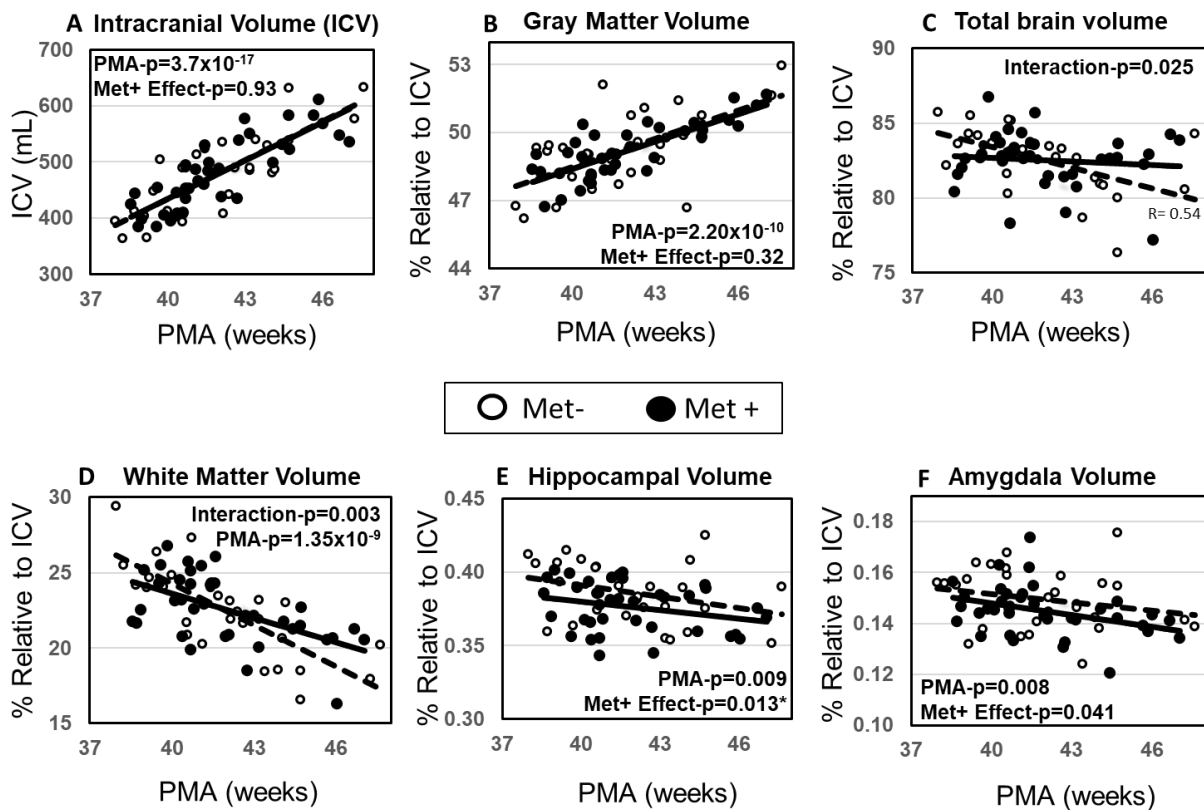 A Intracranial Volume (ICV)
PMA-p=3.7x10⁻¹⁷
Met+ Effect-p=0.93
ICV (mL)
700
600
500
400
300
37 40 43 46
PMA (weeks)
B Gray Matter Volume
PMA-p=2.20x10⁻¹⁰
Met+ Effect-p=0.32
% Relative to ICV
53
50
47
44
37 40 43 46
PMA (weeks)
C Total brain volume
Interaction-p=0.025
R= 0.54
% Relative to ICV
90
85
80
75
37 40 43 46
PMA (weeks)
Met- Met +
D White Matter Volume
Interaction-p=0.003
PMA-p=1.35x10⁻⁹
% Relative to ICV
30
25
20
15
37 40 43 46
PMA (weeks)
E Hippocampal Volume
PMA-p=0.009
Met+ Effect-p=0.013*
% Relative to ICV
0.45
0.40
0.35
0.30
37 40 43 46
PMA (weeks)
F Amygdala Volume
PMA-p=0.008
Met+ Effect-p=0.041
% Relative to ICV
0.18
0.16
0.14
0.12
0.10
37 40 43 46
PMA (weeks)